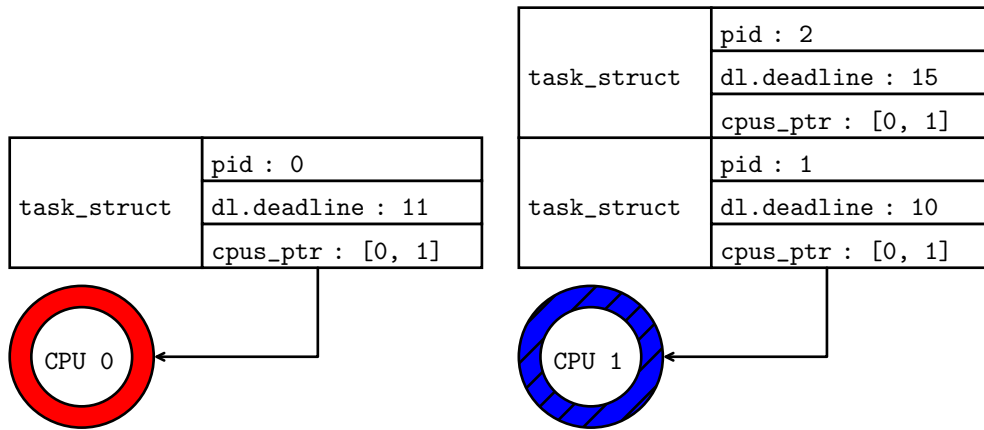 task_struct
pid : 0
dl.deadline : 11
cpus_ptr : [0, 1]
CPU 0
task_struct
pid : 2
dl.deadline : 15
cpus_ptr : [0, 1]
task_struct
pid : 1
dl.deadline : 10
cpus_ptr : [0, 1]
CPU 1